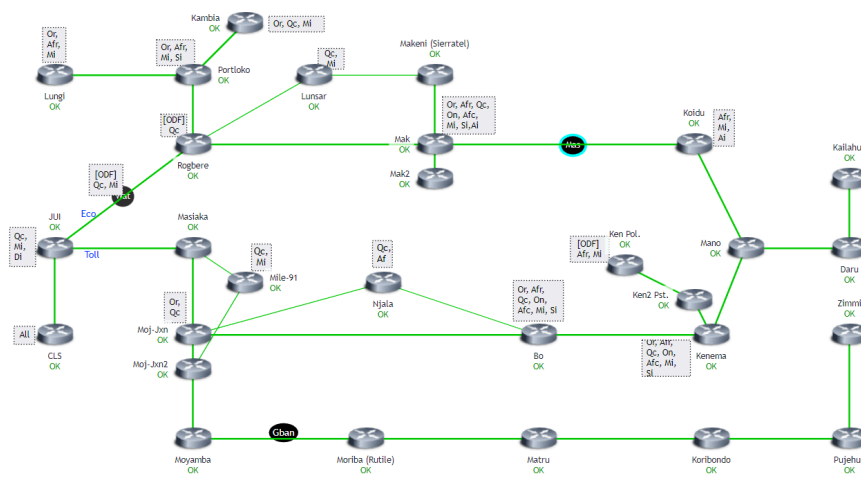 Kambia
OK
Or, Qc, Mi
Or,
Afr,
Mi
Lungi
OK
Or, Afr,
Mi, Si
Portloko
OK
Qc,
Mi
Lunsar
OK
Makeni (Sierratel)
OK
Or, Afr, Qc,
On, Afc,
Mi, Si,Ai
[ODF]
Qc
Rogbere
OK
Mak
OK
Mak2
OK
Mas
Koidu
OK
Afr,
Mi,
Ai
Kailahu
OK
[ODF]
Qc, Mi
Eco
JUI
OK
Qc,
Mi,
Di
Toll
Masiaka
OK
Qc,
Mi
Mile-91
OK
Qc,
Af
Njala
OK
Ken Pol.
OK
[ODF]
Afr, Mi
Ken2 Pst.
OK
Mano
OK
Daru
OK
Zimmi
OK
All
CLS
OK
Or,
Qc
Moj-Jxn
OK
Moj-Jxn2
OK
Or, Afr,
Qc, On,
Afc, Mi, Si
Bo
OK
Or, Afr,
Qc, On,
Afc, Mi,
Si
Kenema
OK
Moyamba
OK
Gban
Moriba (Rutile)
OK
Matru
OK
Koribondo
OK
Pujehu
OK